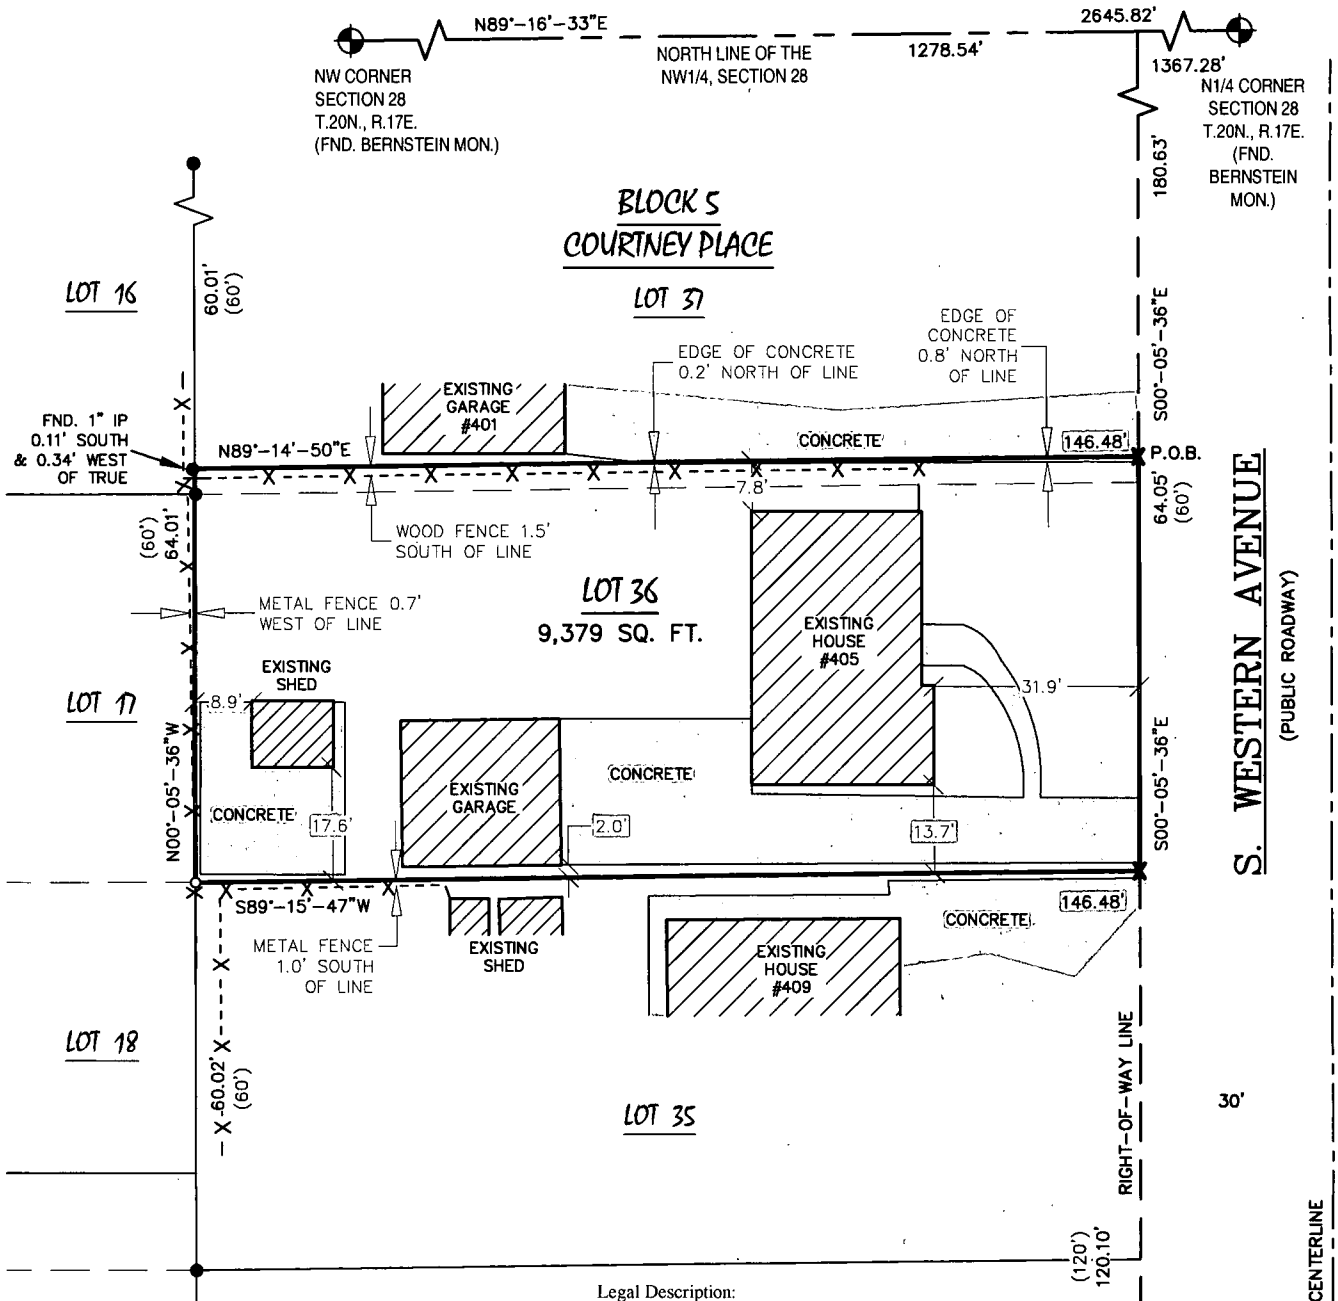 N89°-16'-33"E
2645.82'
NORTH LINE OF THE
NW1/4, SECTION 28
1278.54'
1367.28'
NW CORNER
SECTION 28
T.20N., R.17E.
(FND. BERNSTEIN MON.)
N1/4 CORNER
SECTION 28
T.20N., R.17E.
(FND.
BERNSTEIN
MON.)
180.63'
BLOCK 5
COURTNEY PLACE
LOT 16
60.01'
(60')
LOT 37
S00°-05'-36"E
EDGE OF CONCRETE
0.2' NORTH OF LINE
EDGE OF
CONCRETE
0.8' NORTH
OF LINE
EXISTING
GARAGE
#401
FND. 1" IP
0.11' SOUTH
& 0.34' WEST
OF TRUE
N89°-14'-50"E
CONCRETE
146.48'
P.O.B.
7.8'
64.05'
(60')
(60')
64.01'
WOOD FENCE 1.5'
SOUTH OF LINE
METAL FENCE 0.7'
WEST OF LINE
LOT 36
9,379 SQ. FT.
EXISTING
HOUSE
#405
S. WESTERN AVENUE
(PUBLIC ROADWAY)
EXISTING
SHED
LOT 17
8.9'
31.9'
N00°-05'-36"W
CONCRETE
17.6'
EXISTING
GARAGE
CONCRETE
2.0'
13.7'
S00°-05'-36"E
S89°-15'-47"W
146.48'
METAL FENCE
1.0' SOUTH
OF LINE
EXISTING
SHED
EXISTING
HOUSE
#409
CONCRETE
LOT 18
60.02'
(60')
LOT 35
RIGHT-OF-WAY LINE
30'
(120')
120.10'
CENTERLINE
Legal Description: